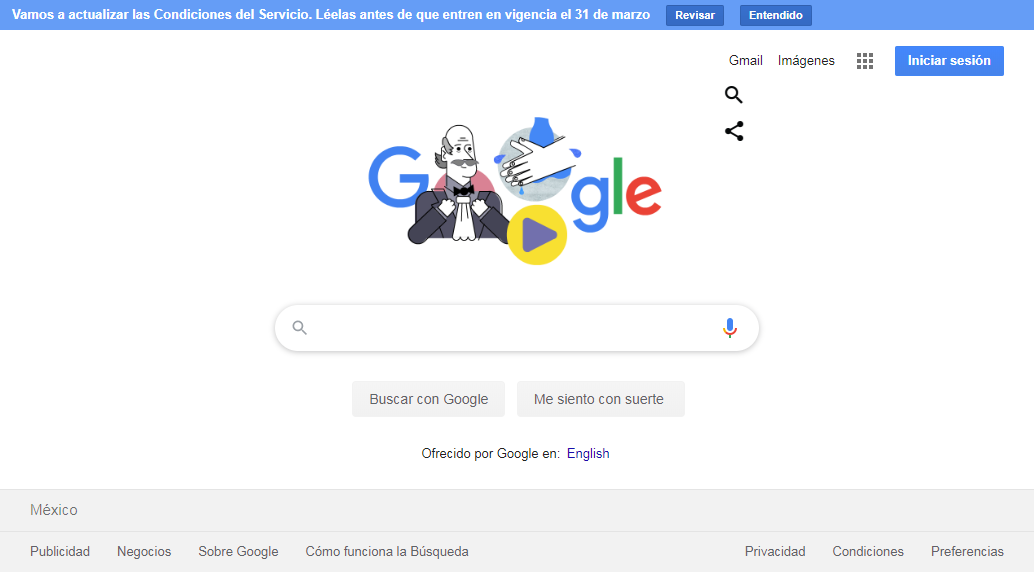 Vamos a actualizar las Condiciones del Servicio. Léelas antes de que entren en vigencia el 31 de marzo Revisar Entendido
Gmail Imágenes Iniciar sesión
Google
Buscar con Google Me siento con suerte
Ofrecido por Google en: English
México
Publicidad Negocios Sobre Google Cómo funciona la Búsqueda Privacidad Condiciones Preferencias